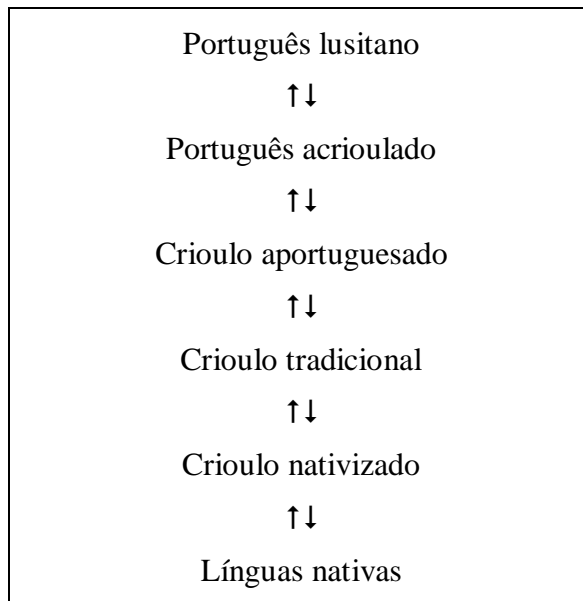 Português lusitano
↑↓
Português acrioulado
↑↓
Crioulo aportuguesado
↑↓
Crioulo tradicional
↑↓
Crioulo nativizado
↑↓
Línguas nativas